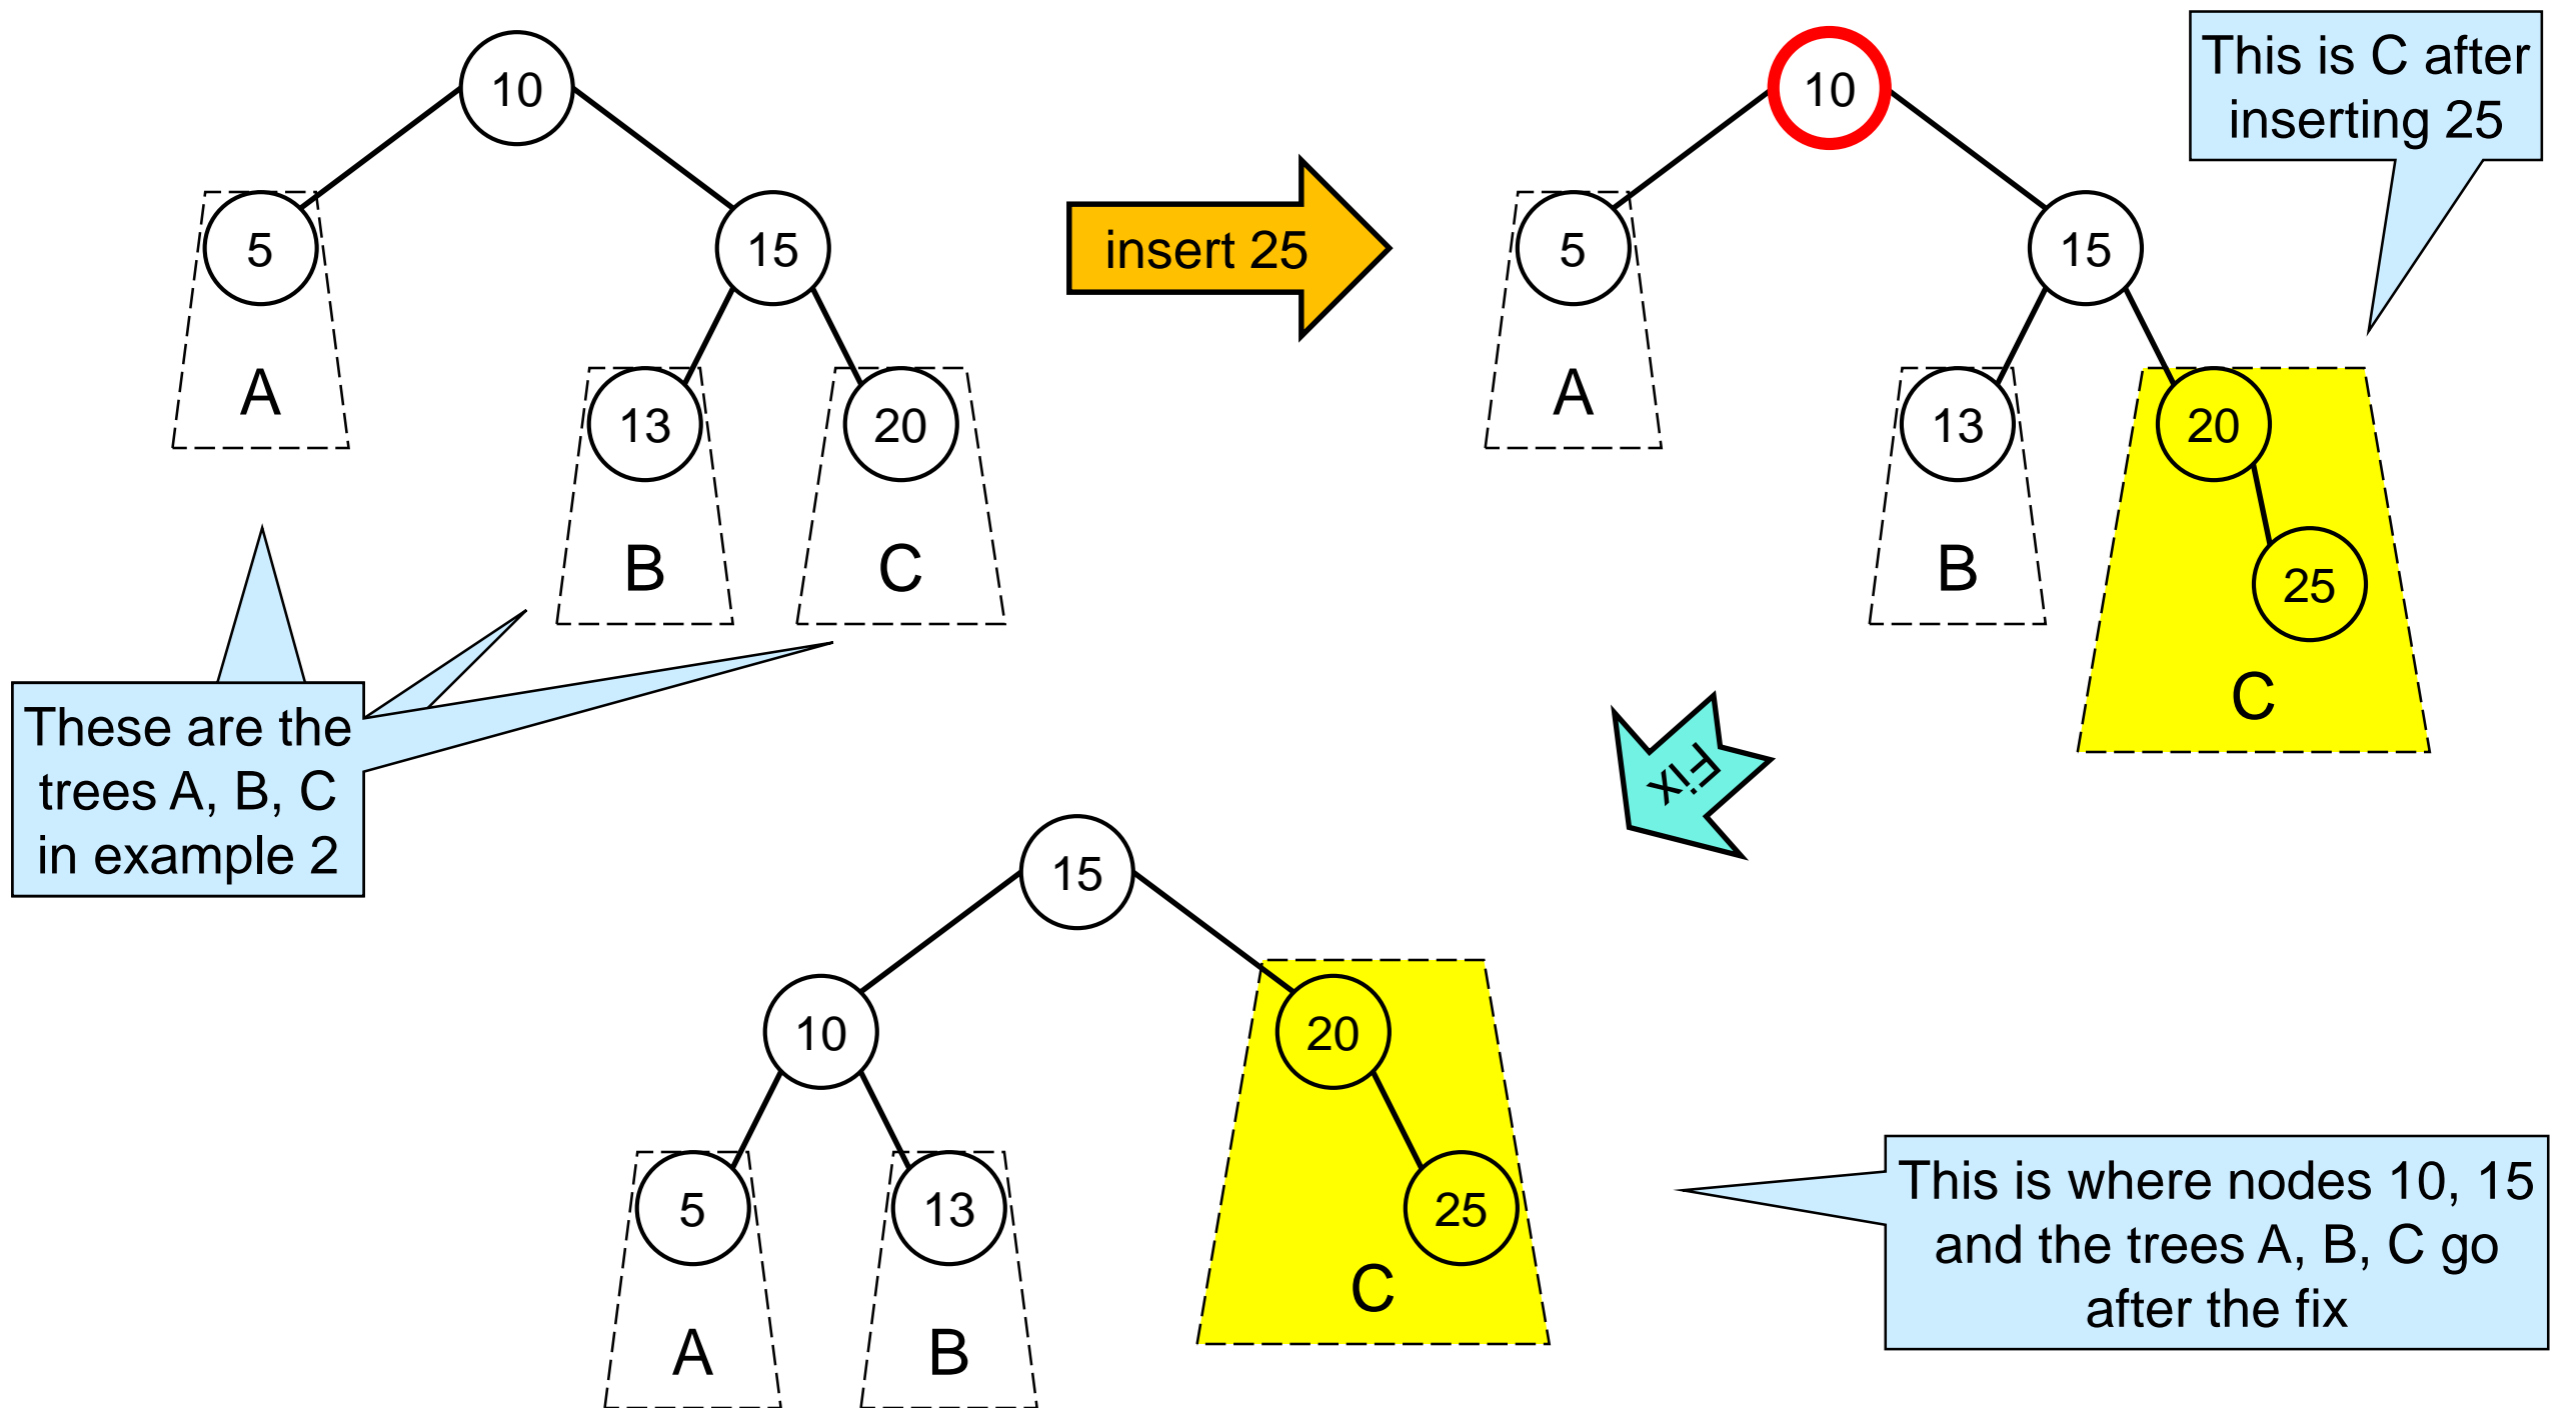 10
5
15
A
13
20
B
C
insert 25
10
5
15
A
13
20
B
25
C
This is C after
inserting 25
These are the
trees A, B, C
in example 2
Fix
15
10
20
5
13
25
A
B
C
This is where nodes 10, 15
and the trees A, B, C go
after the fix